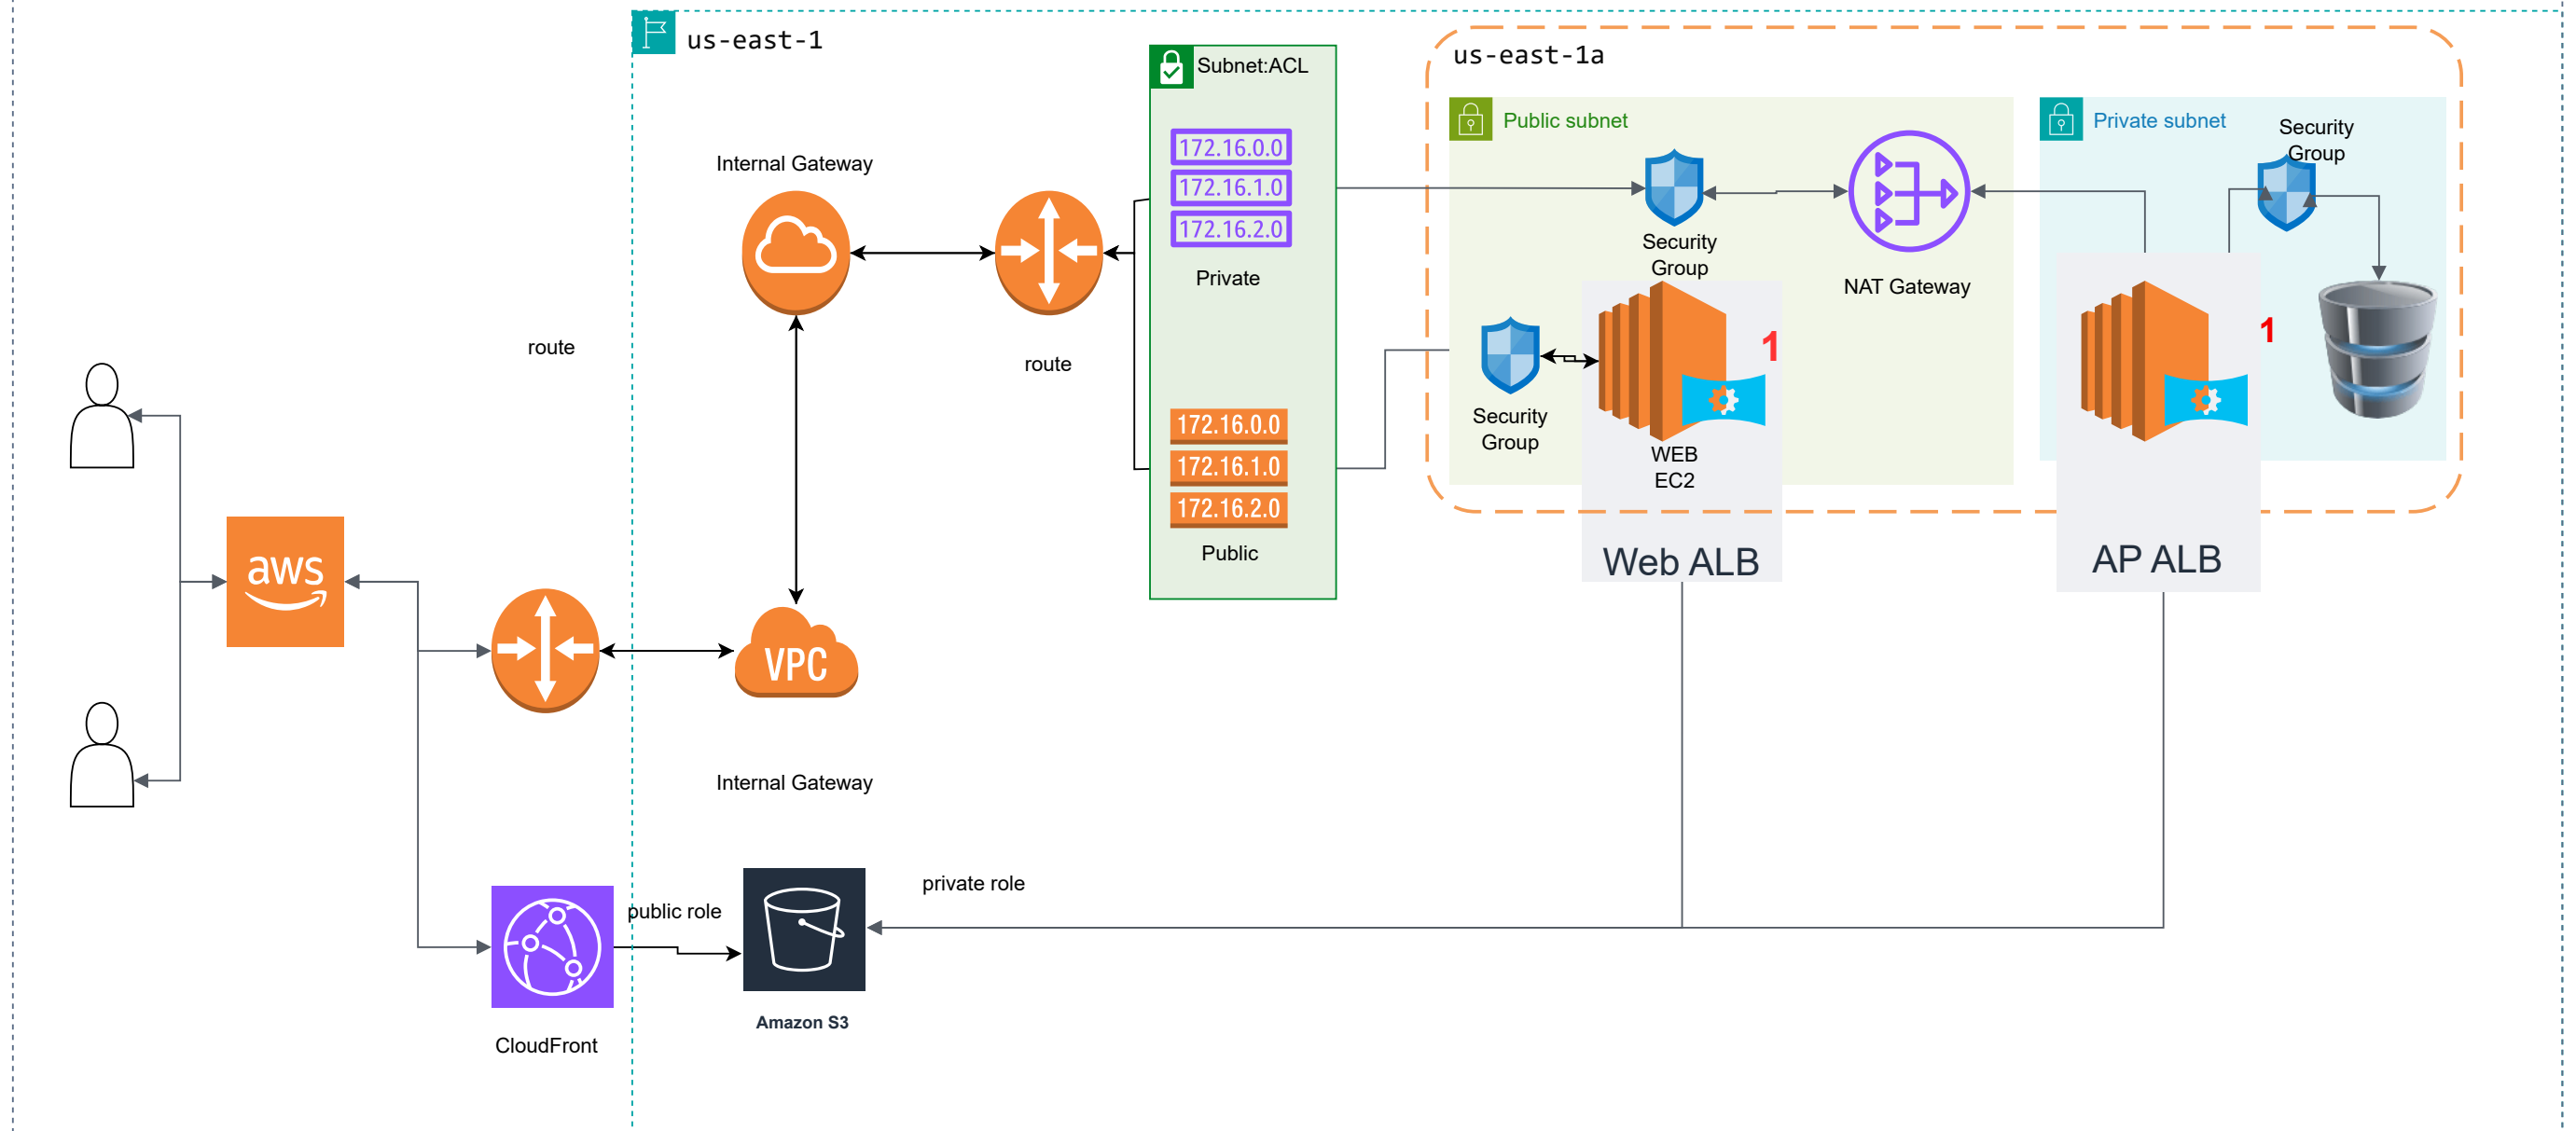 us-east-1
us-east-1a
Subnet:ACL
172.16.0.0
172.16.1.0
172.16.2.0
Private
172.16.0.0
172.16.1.0
172.16.2.0
Public
Internal Gateway
route
route
aws
VPC
Internal Gateway
Public subnet
Security
Group
NAT Gateway
Security
Group
1
WEB
EC2
Web ALB
Private subnet
Security
Group
1
AP ALB
public role
private role
Amazon S3
CloudFront